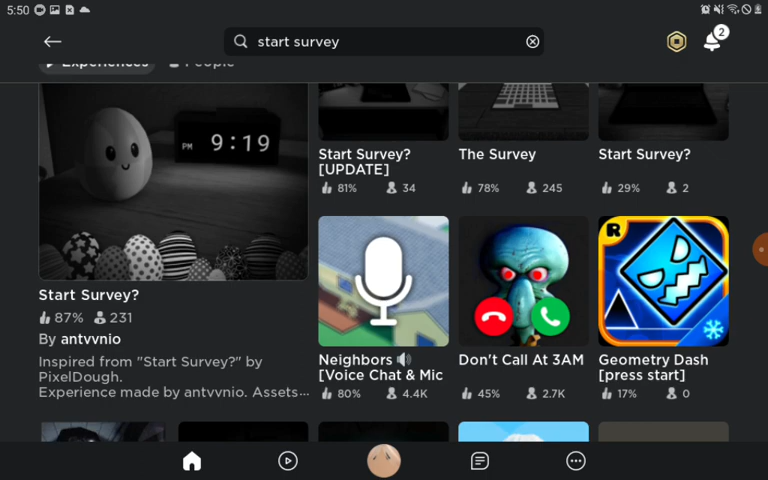 5:50
start survey
2
Experiences
People
PM 9:19
Start Survey?
87% 231
By antvvnio
Inspired from "Start Survey?" by
PixelDough.
Experience made by antvvnio. Assets...
Start Survey?
[UPDATE]
81% 34
The Survey
78% 245
Start Survey?
29% 2
Neighbors 🔊
[Voice Chat & Mic
80% 4.4K
Don't Call At 3AM
45% 2.7K
R
Geometry Dash
[press start]
17% 0